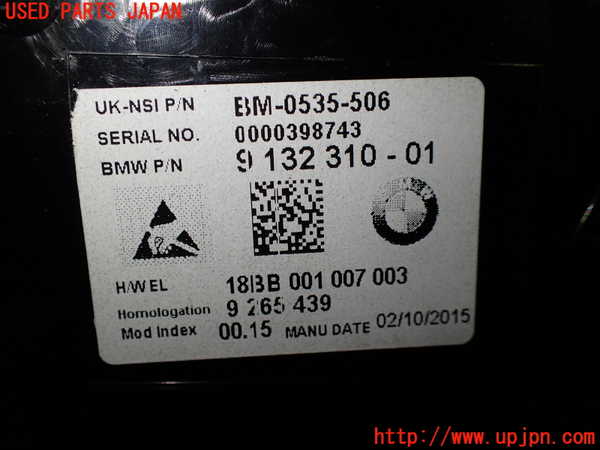 USED PARTS JAPAN
UK-NSI P/N BM-0535-506
SERIAL NO. 0000398743
BMW P/N 9 132 310 - 01
H/W EL 18BB 001 007 003
Homologation 9 265 439
Mod Index 00.15 MANU DATE 02/10/2015
http://www.upjpn.com/